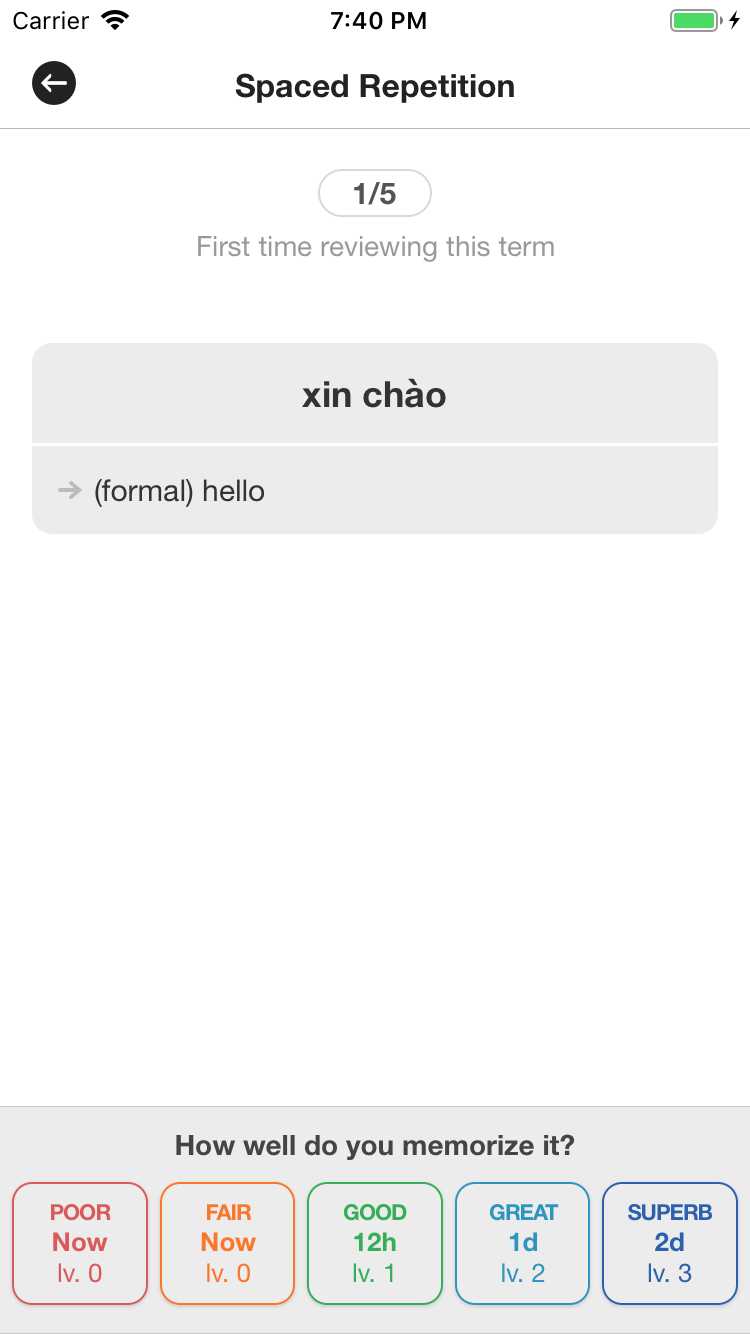 Carrier 7:40 PM
Spaced Repetition
1/5
First time reviewing this term
xin chào
(formal) hello
How well do you memorize it?
POOR FAIR GOOD GREAT SUPERB
Now Now 12h 1d 2d
lv. 0 lv. 0 lv. 1 lv. 2 lv. 3